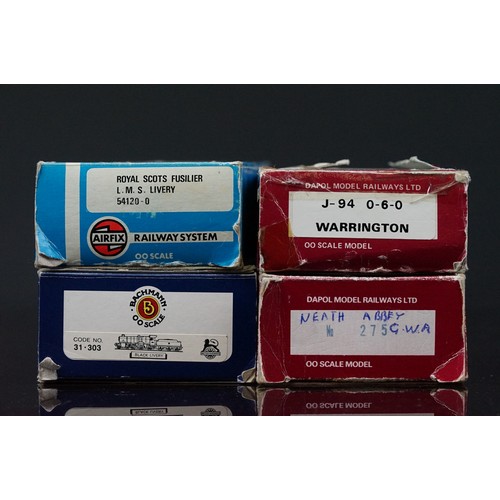 ROYAL SCOTS FUSILIER
L.M.S. LIVERY
54120-0
AIRFIX
RAILWAY SYSTEM
OO SCALE
DAPOL MODEL RAILWAYS LTD
J-94 0-6-0
WARRINGTON
OO SCALE MODEL
BACHMANN
OO SCALE
CODE NO.
31-303
BLACK LIVERY
DAPOL MODEL RAILWAYS LTD
NEATH ABBEY
No 275 G.W.R
OO SCALE MODEL